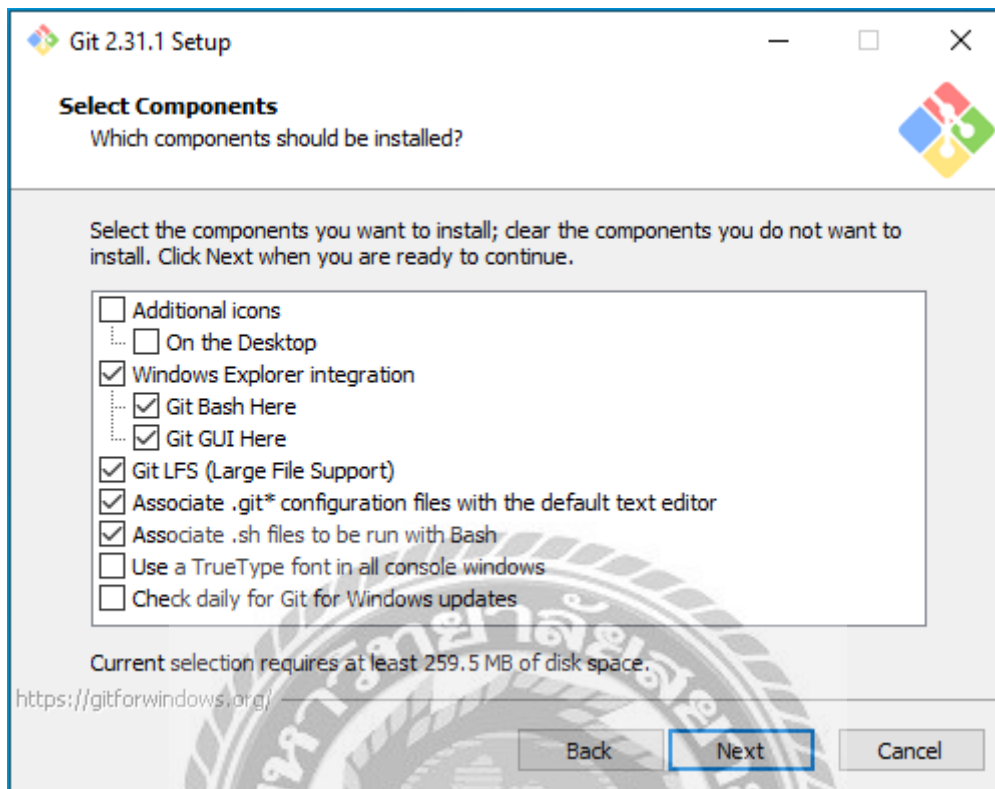 Git 2.31.1 Setup
Select Components
Which components should be installed?
Select the components you want to install; clear the components you do not want to
install. Click Next when you are ready to continue.
Additional icons
On the Desktop
Windows Explorer integration
Git Bash Here
Git GUI Here
Git LFS (Large File Support)
Associate .git* configuration files with the default text editor
Associate .sh files to be run with Bash
Use a TrueType font in all console windows
Check daily for Git for Windows updates
Current selection requires at least 259.5 MB of disk space.
https://gitforwindows.org/
Back
Next
Cancel